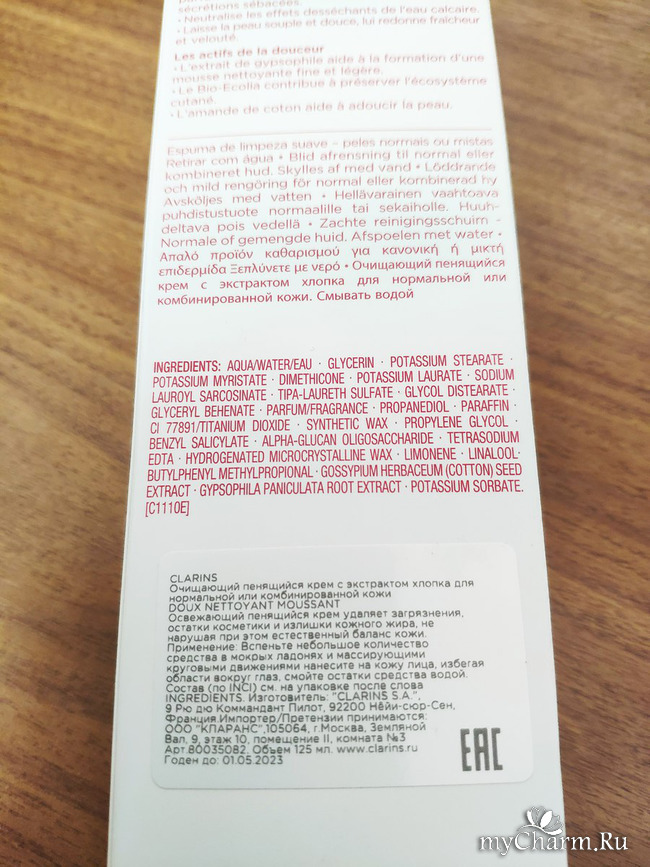 sécrétions sébacées.
• Neutralise les effets desséchants de l'eau calcaire.
• Laisse la peau souple et douce, lui redonne fraîcheur
et velouté.
Les actifs de la douceur
• L'extrait de gypsophile aide à la formation d'une
mousse nettoyante fine et légère.
• Le Bio-Ecolia contribue à préserver l'écosystème
cutané.
• L'amande de coton aide à adoucir la peau.
Espuma de limpeza suave – peles normais ou mistas
Retirar com água • Blid afrensning til normal eller
kombineret hud. Skylles af med vand • Löddrande
och mild rengöring för normal eller kombinerad hy
Avsköljes med vatten • Hellävarainen vaahtoava
puhdistustuote normaalille tai sekaiholle. Huuh-
deltava pois vedellä • Zachte reinigingsschuim -
Normale of gemengde huid. Afspoelen met water •
Απαλό προϊόν καθαρισμού για κανονική ή μικτή
επιδερμίδα Ξεπλύνετε με νερό • Очищающий пенящийся
крем с экстрактом хлопка для нормальной или
комбинированной кожи. Смывать водой
INGREDIENTS: AQUA/WATER/EAU · GLYCERIN · POTASSIUM STEARATE ·
POTASSIUM MYRISTATE · DIMETHICONE · POTASSIUM LAURATE · SODIUM
LAUROYL SARCOSINATE · TIPA-LAURETH SULFATE · GLYCOL DISTEARATE ·
GLYCERYL BEHENATE · PARFUM/FRAGRANCE · PROPANEDIOL · PARAFFIN ·
CI 77891/TITANIUM DIOXIDE · SYNTHETIC WAX · PROPYLENE GLYCOL ·
BENZYL SALICYLATE · ALPHA-GLUCAN OLIGOSACCHARIDE · TETRASODIUM
EDTA · HYDROGENATED MICROCRYSTALLINE WAX · LIMONENE · LINALOOL·
BUTYLPHENYL METHYLPROPIONAL · GOSSYPIUM HERBACEUM (COTTON) SEED
EXTRACT · GYPSOPHILA PANICULATA ROOT EXTRACT · POTASSIUM SORBATE.
[C1110E]
CLARINS
Очищающий пенящийся крем с экстрактом хлопка для
нормальной или комбинированной кожи
DOUX NETTOYANT MOUSSANT
Освежающий пенящийся крем удаляет загрязнения,
остатки косметики и излишки кожного жира, не
нарушая при этом естественный баланс кожи.
Применение: Вспеньте небольшое количество
средства в мокрых ладонях и массирующими
круговыми движениями нанесите на кожу лица, избегая
области вокруг глаз, смойте остатки средства водой.
Состав (по INCI) см. на упаковке после слова
INGREDIENTS. Изготовитель: "CLARINS S.A.",
9 Рю дю Коммандант Пилот, 92200 Нёйи-сюр-Сен,
Франция.Импортер/Претензии принимаются:
ООО "КЛАРАНС",105064, г.Москва, Земляной
Вал, 9, этаж 10, помещение II, комната №3
Арт.80035082. Объем 125 мл. www.clarins.ru
Годен до: 01.05.2023
EAC
myCharm.Ru